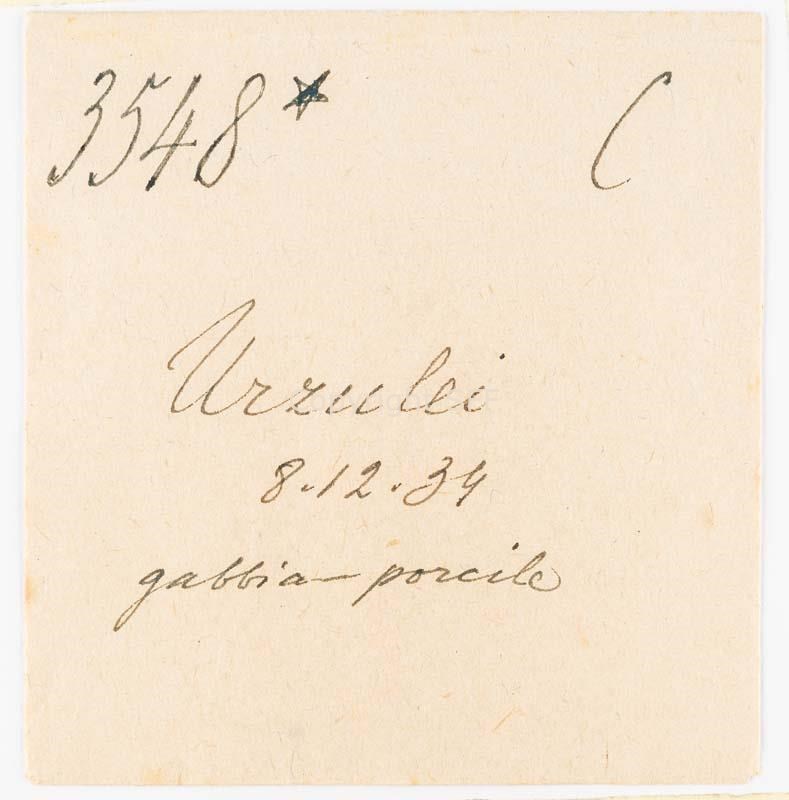 3548* C
Urzulei
8.12.34
gabbia - porcile